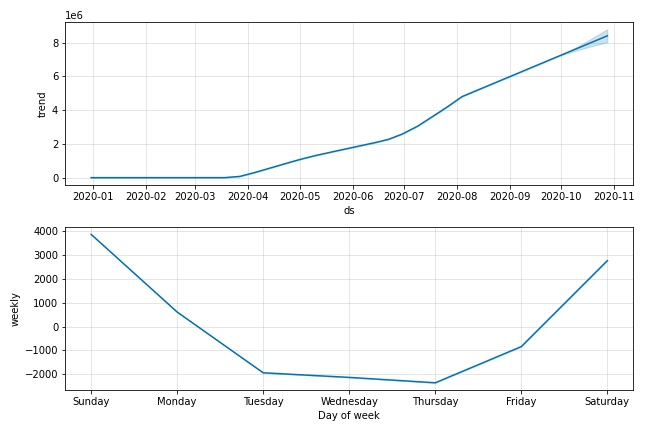 1e6
8
6
4
2
0
trend
2020-01 2020-02 2020-03 2020-04 2020-05 2020-06 2020-07 2020-08 2020-09 2020-10 2020-11
ds
4000
3000
2000
1000
0
−1000
−2000
weekly
Sunday Monday Tuesday Wednesday Thursday Friday Saturday
Day of week